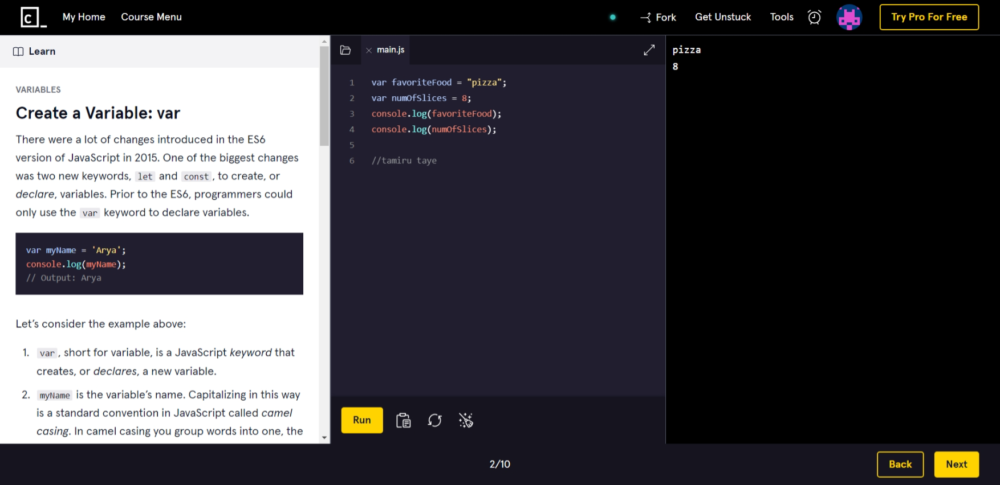 c_
My Home
Course Menu
Fork
Get Unstuck
Tools
Try Pro For Free
Learn
VARIABLES
Create a Variable: var
There were a lot of changes introduced in the ES6
version of JavaScript in 2015. One of the biggest changes
was two new keywords, let and const, to create, or
declare, variables. Prior to the ES6, programmers could
only use the var keyword to declare variables.
var myName = 'Arya';
console.log(myName);
// Output: Arya
Let’s consider the example above:
1. var, short for variable, is a JavaScript keyword that
creates, or declares, a new variable.
2. myName is the variable’s name. Capitalizing in this way
is a standard convention in JavaScript called camel
casing. In camel casing you group words into one, the
main.js
1 var favoriteFood = "pizza";
2 var numOfSlices = 8;
3 console.log(favoriteFood);
4 console.log(numOfSlices);
5
6 //tamiru taye
Run
pizza
8
2/10
Back
Next